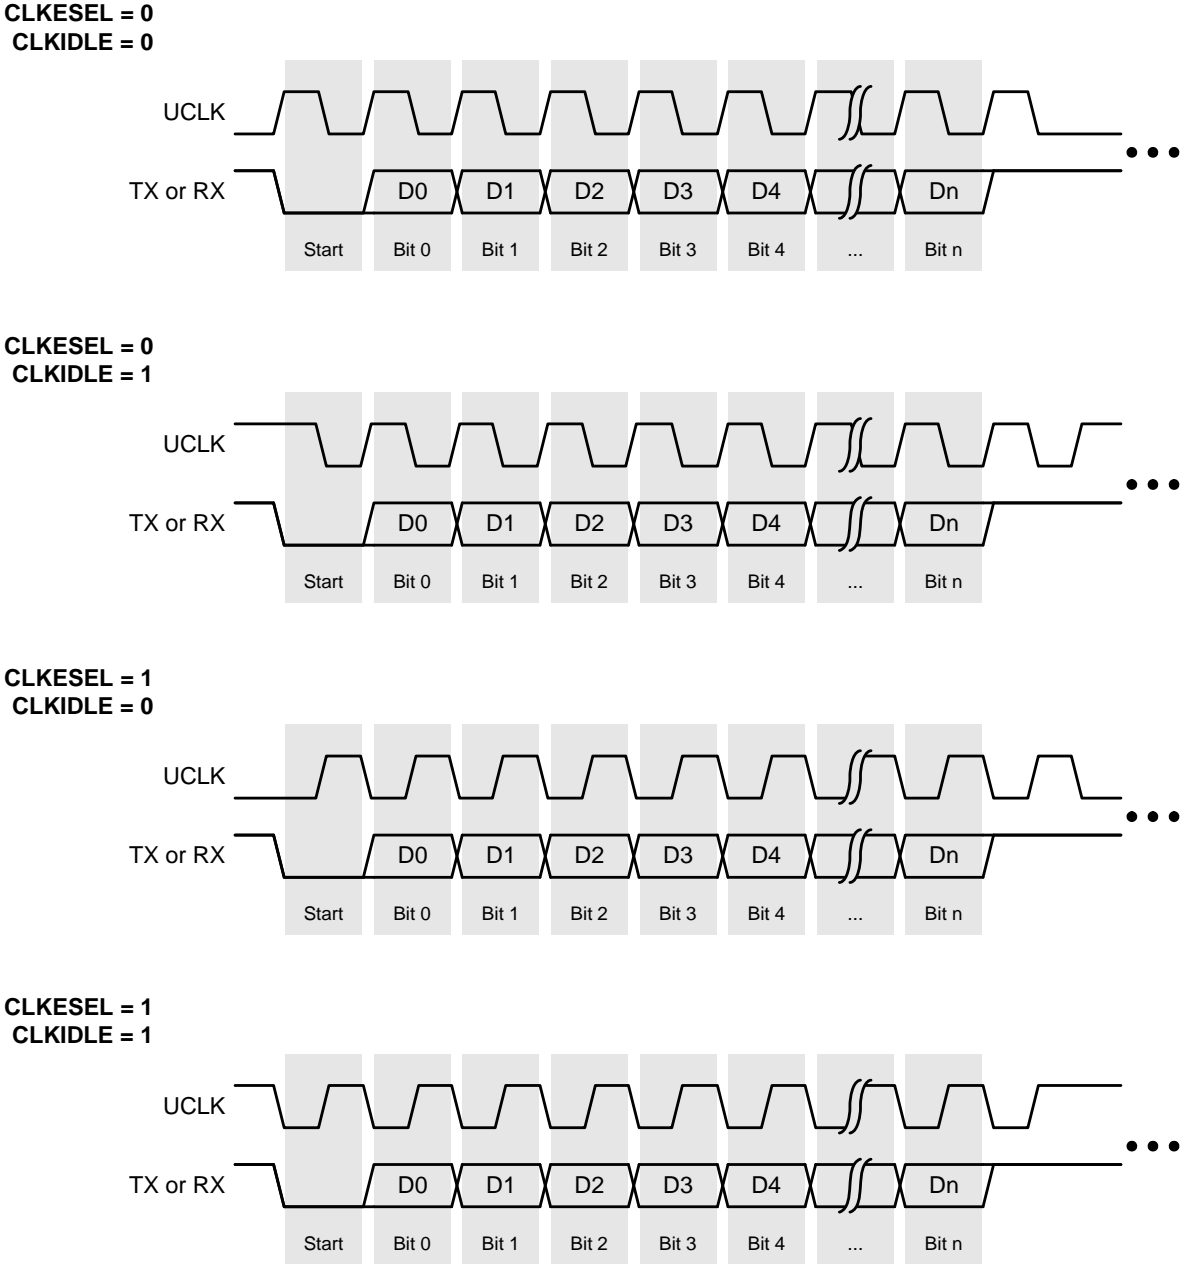 CLKESEL = 0
CLKIDLE = 0
UCLK
TX or RX
D0 D1 D2 D3 D4 Dn
Start Bit 0 Bit 1 Bit 2 Bit 3 Bit 4 ... Bit n
CLKESEL = 0
CLKIDLE = 1
UCLK
TX or RX
D0 D1 D2 D3 D4 Dn
Start Bit 0 Bit 1 Bit 2 Bit 3 Bit 4 ... Bit n
CLKESEL = 1
CLKIDLE = 0
UCLK
TX or RX
D0 D1 D2 D3 D4 Dn
Start Bit 0 Bit 1 Bit 2 Bit 3 Bit 4 ... Bit n
CLKESEL = 1
CLKIDLE = 1
UCLK
TX or RX
D0 D1 D2 D3 D4 Dn
Start Bit 0 Bit 1 Bit 2 Bit 3 Bit 4 ... Bit n